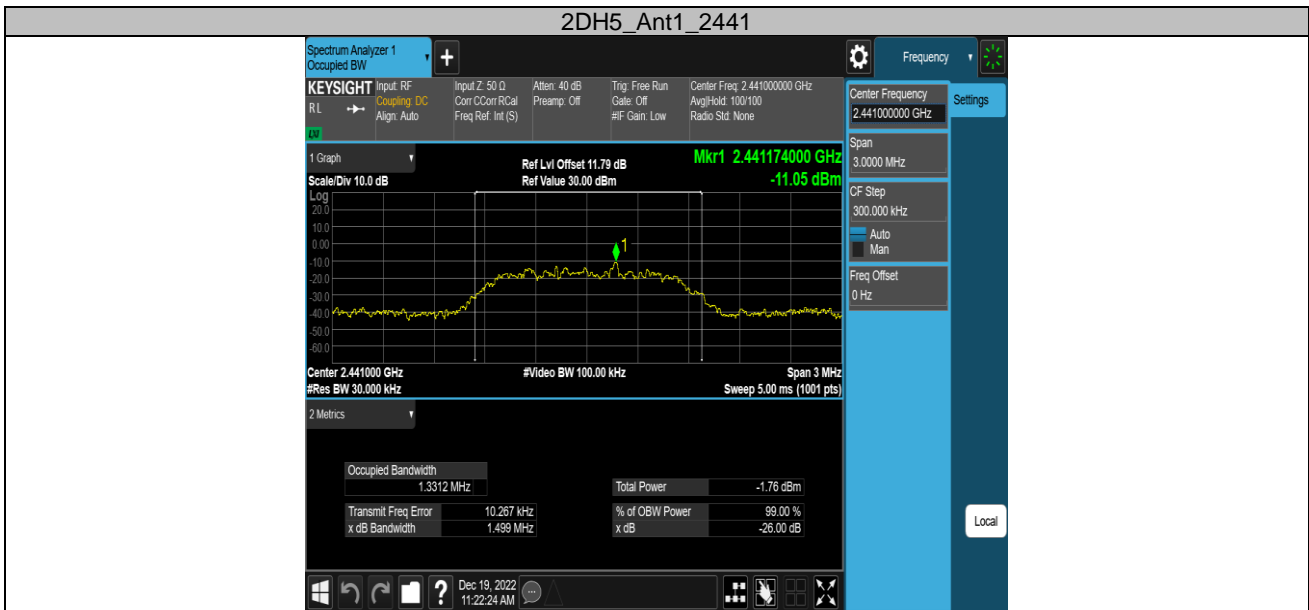 2DH5_Ant1_2441
Spectrum Analyzer 1
Occupied BW
+
Frequency
KEYSIGHT
Input: RF
Coupling: DC
Align: Auto
Input Z: 50 Ω
Corr CCorr RCal
Freq Ref: Int (S)
Atten: 40 dB
Preamp: Off
Trig: Free Run
Gate: Off
#IF Gain: Low
Center Freq: 2.441000000 GHz
Avg|Hold: 100/100
Radio Std: None
RL
LXI
Center Frequency
2.441000000 GHz
Settings
Span
3.0000 MHz
CF Step
300.000 kHz
Auto
Man
Freq Offset
0 Hz
1 Graph
Ref Lvl Offset 11.79 dB
Mkr1 2.441174000 GHz
Scale/Div 10.0 dB
Ref Value 30.00 dBm
-11.05 dBm
Log
20.0
10.0
0.00
-10.0
-20.0
-30.0
-40.0
-50.0
-60.0
1
Center 2.441000 GHz
#Video BW 100.00 kHz
Span 3 MHz
#Res BW 30.000 kHz
Sweep 5.00 ms (1001 pts)
2 Metrics
Occupied Bandwidth
1.3312 MHz
Total Power -1.76 dBm
Transmit Freq Error 10.267 kHz
% of OBW Power 99.00 %
x dB Bandwidth 1.499 MHz
x dB -26.00 dB
Local
?
Dec 19, 2022
11:22:24 AM